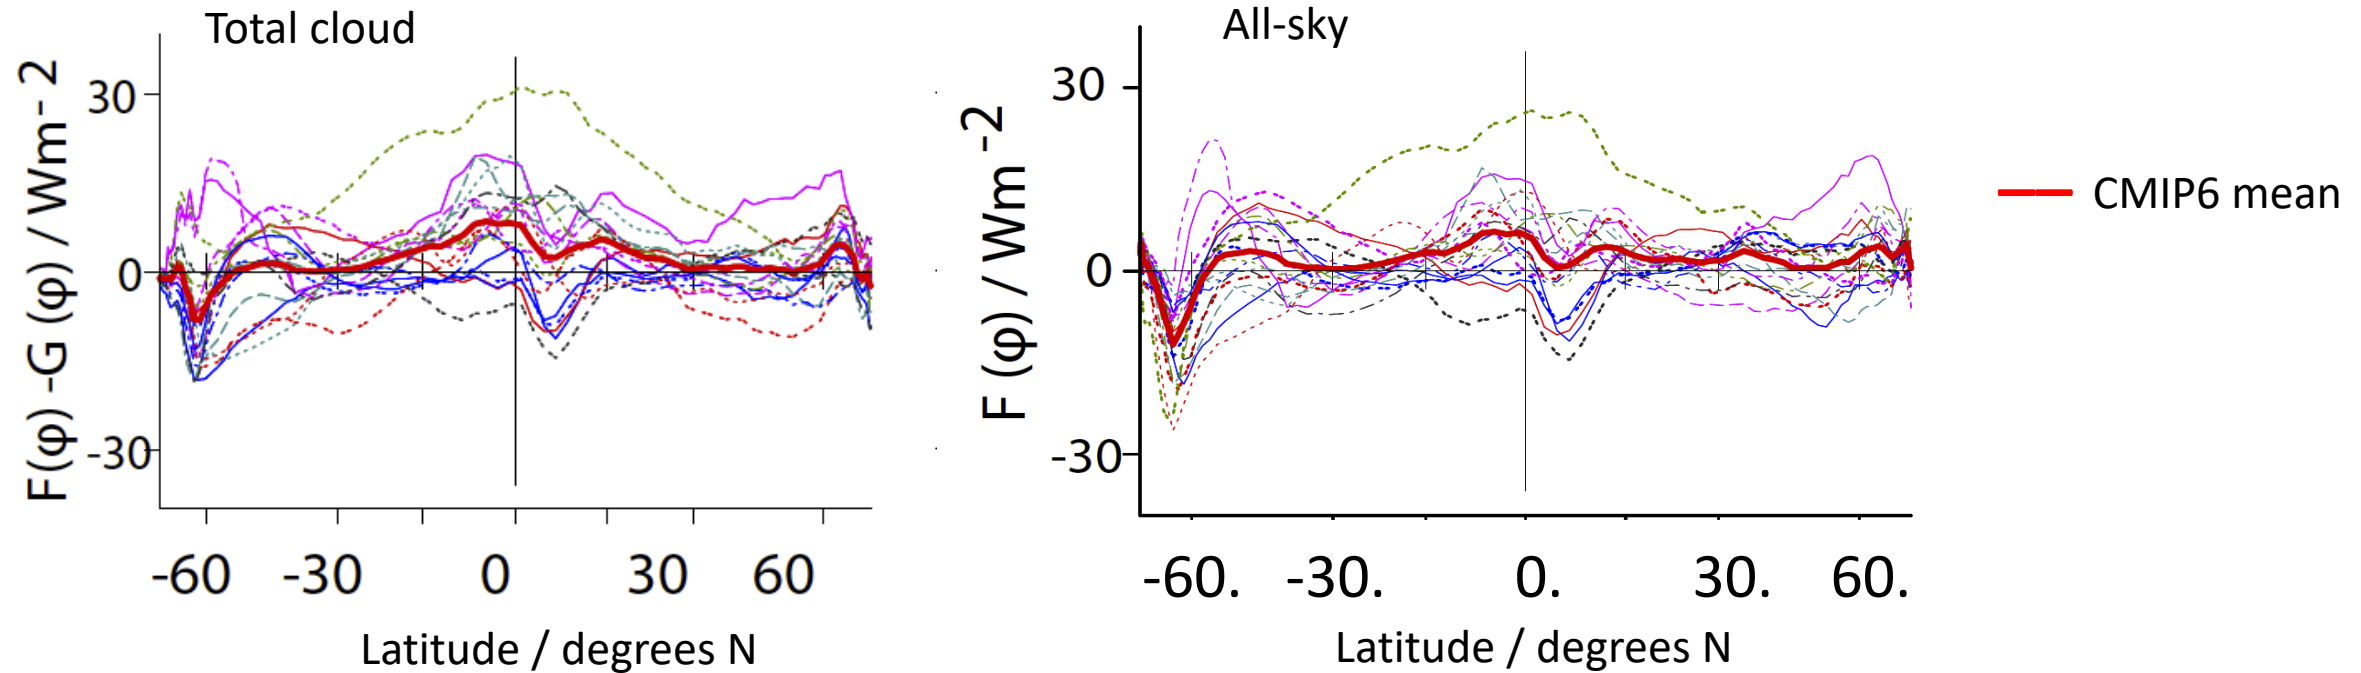 Total cloud
F(φ) -G (φ) / Wm- 2
30
0
-30
-60 -30 0 30 60
Latitude / degrees N
All-sky
F (φ) / Wm -2
30
0
-30
-60. -30. 0. 30. 60.
Latitude / degrees N
CMIP6 mean